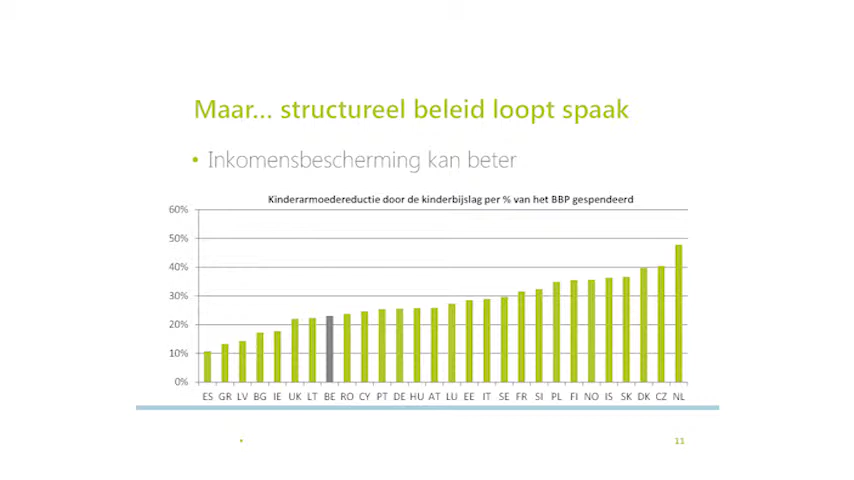 Maar... structureel beleid loopt spaak
• Inkomensbescherming kan beter
Kinderarmoedereductie door de kinderbijslag per % van het BBP gespendeerd
60%
50%
40%
30%
20%
10%
0%
ES GR LV BG IE UK LT BE RO CY PT DE HU AT LU EE IT SE FR SI PL FI NO IS SK DK CZ NL
11